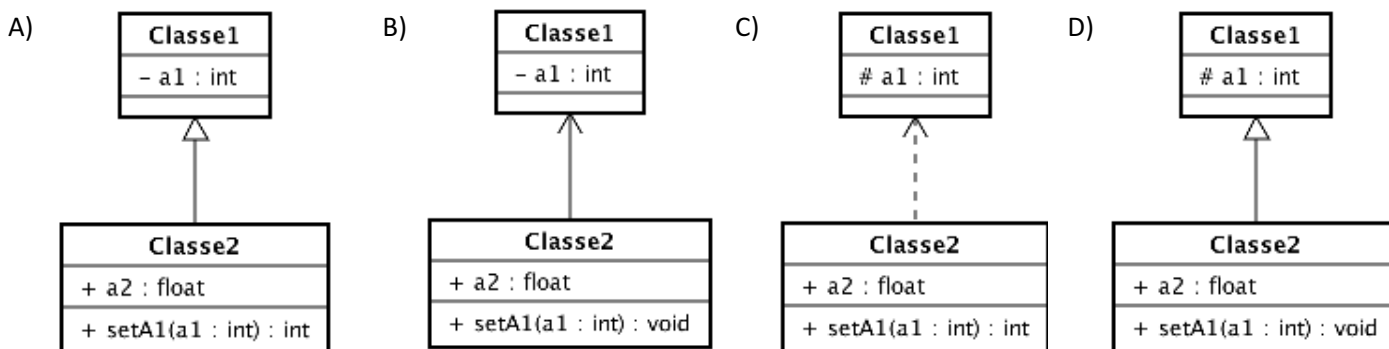 A)
Classe1
– a1 : int
Classe2
+ a2 : float
+ setA1(a1 : int) : int
B)
Classe1
– a1 : int
Classe2
+ a2 : float
+ setA1(a1 : int) : void
C)
Classe1
# a1 : int
Classe2
+ a2 : float
+ setA1(a1 : int) : int
D)
Classe1
# a1 : int
Classe2
+ a2 : float
+ setA1(a1 : int) : void